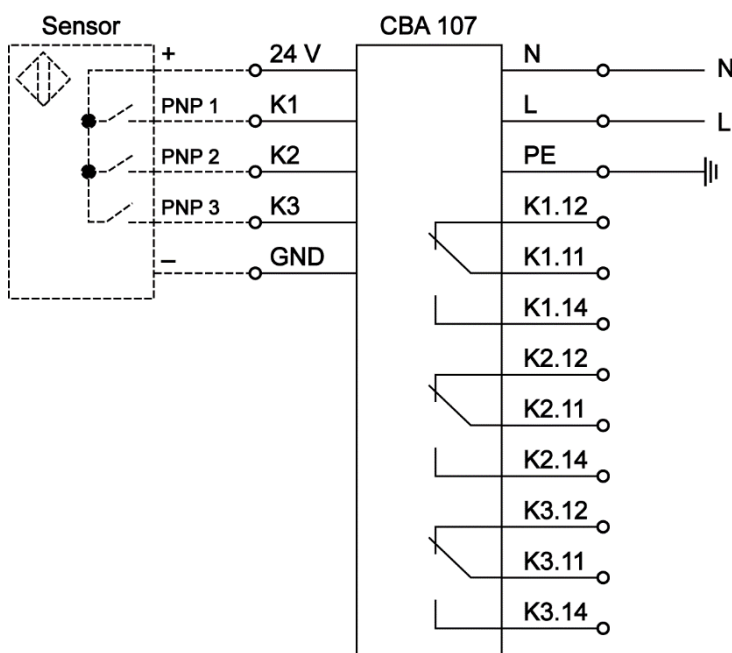 Sensor
CBA 107
+
24 V
N
N
PNP 1
K1
L
L
PNP 2
K2
PE
PNP 3
K3
K1.12
–
GND
K1.11
K1.14
K2.12
K2.11
K2.14
K3.12
K3.11
K3.14